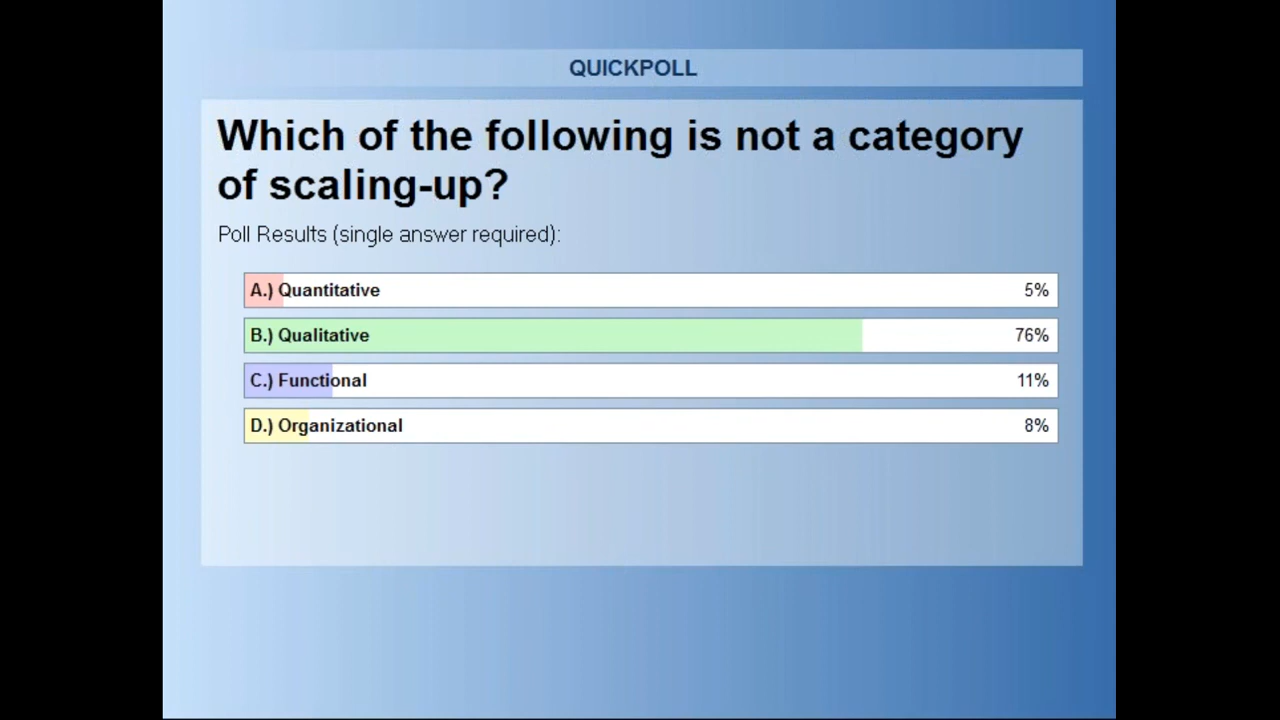 QUICKPOLL
Which of the following is not a category
of scaling-up?
Poll Results (single answer required):
A.) Quantitative 5%
B.) Qualitative 76%
C.) Functional 11%
D.) Organizational 8%